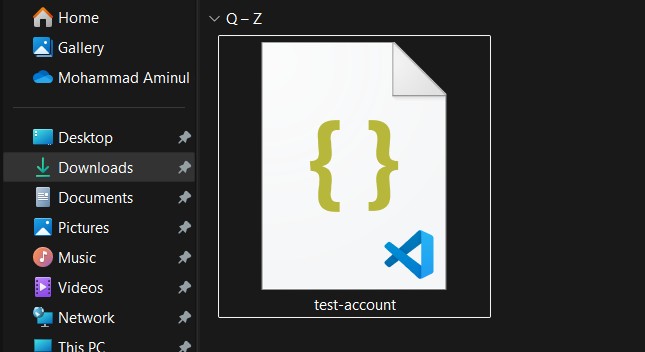 Home
Gallery
Mohammad Aminul
Desktop
Downloads
Documents
Pictures
Music
Videos
Network
This PC
Q – Z
{ }
test-account